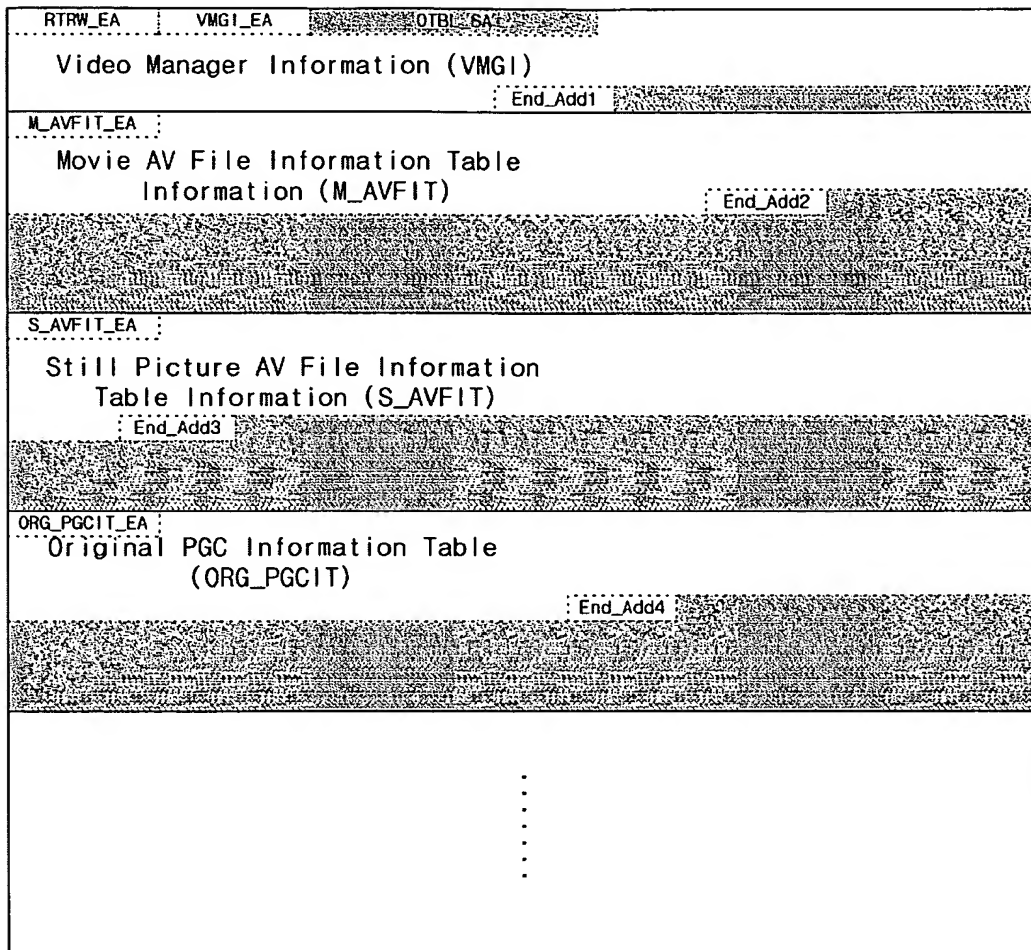 RTRW_EA VMGI_EA OTBL_SA
Video Manager Information (VMGI)
End_Add1
M_AVFIT_EA
Movie AV File Information Table
Information (M_AVFIT)
End_Add2
S_AVFIT_EA
Still Picture AV File Information
Table Information (S_AVFIT)
End_Add3
ORG_PGCIT_EA
Original PGC Information Table
(ORG_PGCIT)
End_Add4